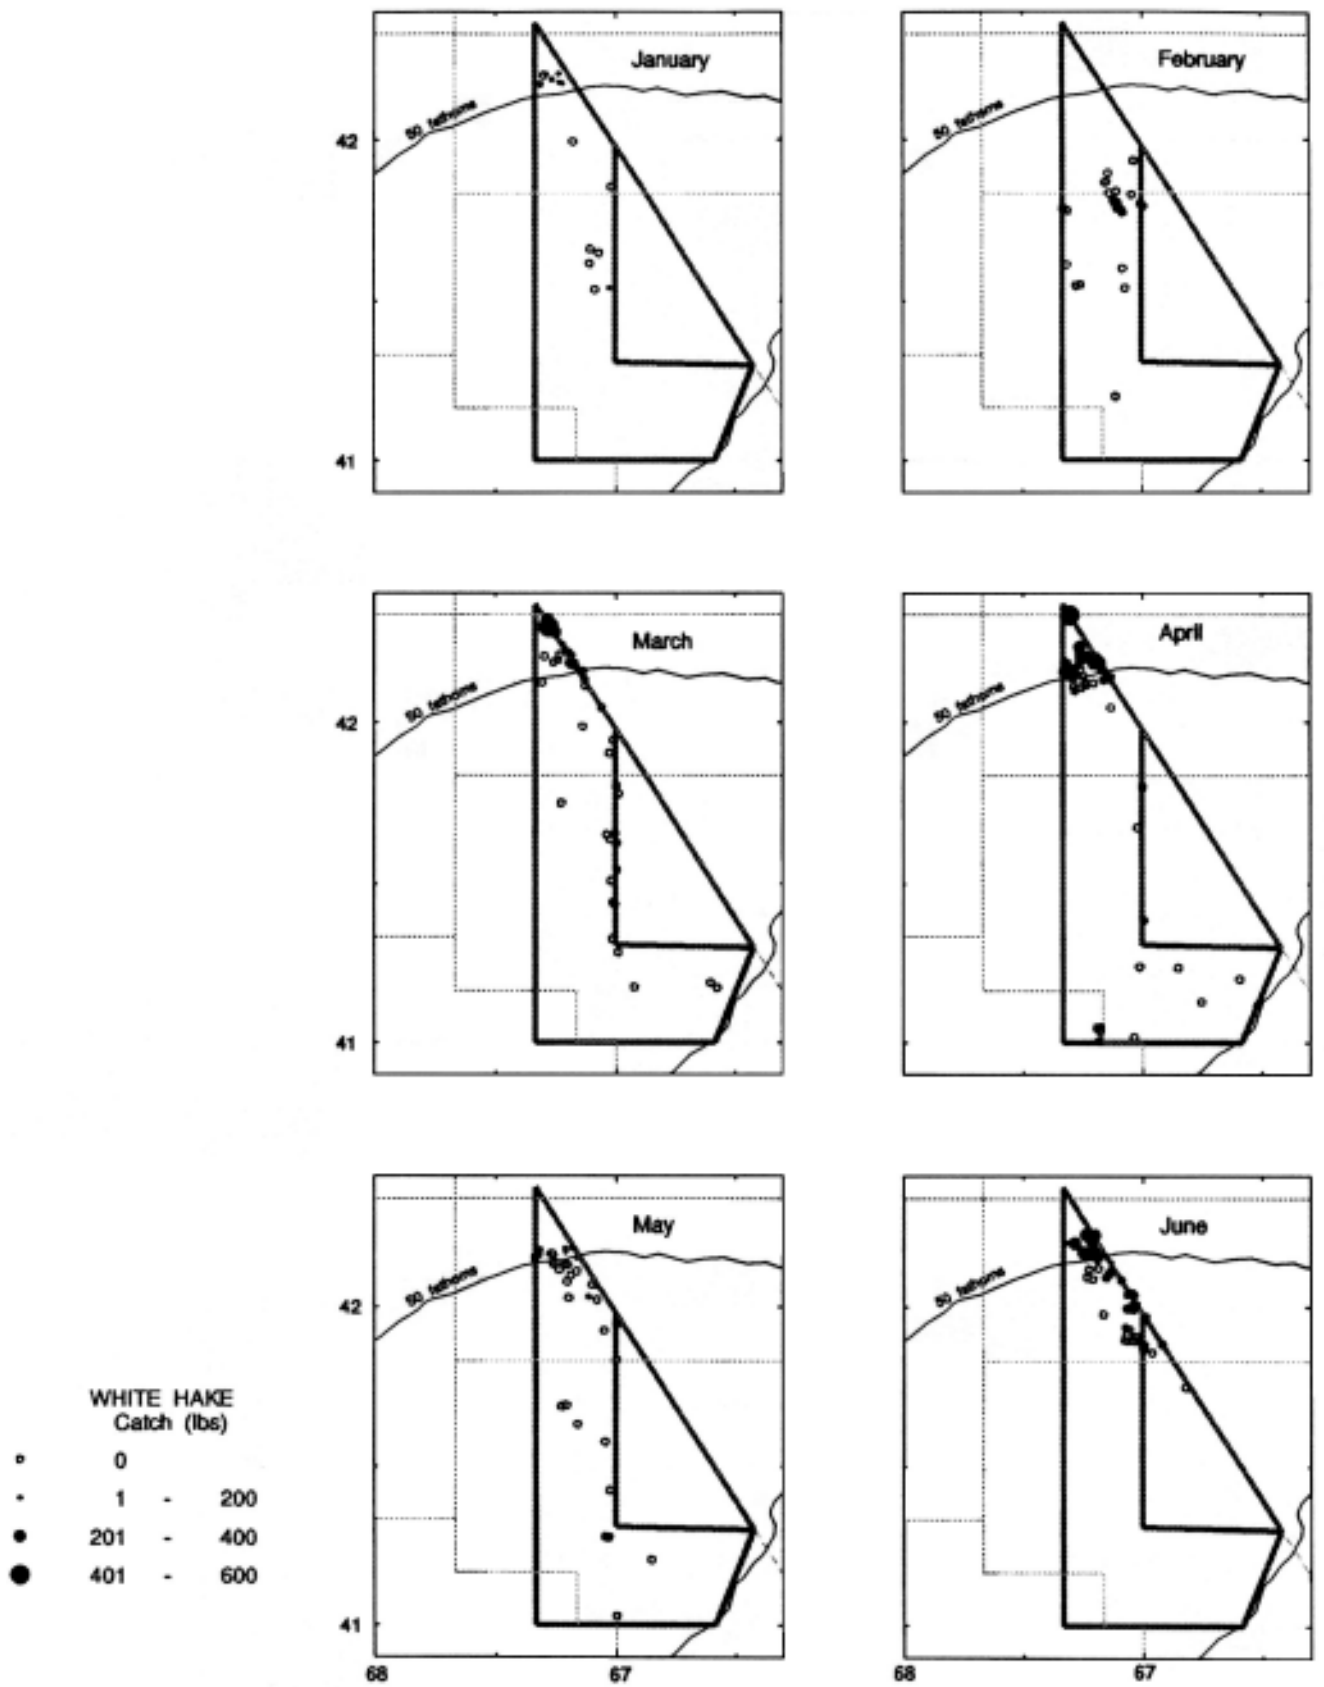 January
February
50 fathoms
50 fathoms
42
41
March
April
50 fathoms
50 fathoms
42
41
May
June
50 fathoms
50 fathoms
42
41
68
67
68
67
WHITE HAKE
Catch (lbs)
0
1 - 200
201 - 400
401 - 600